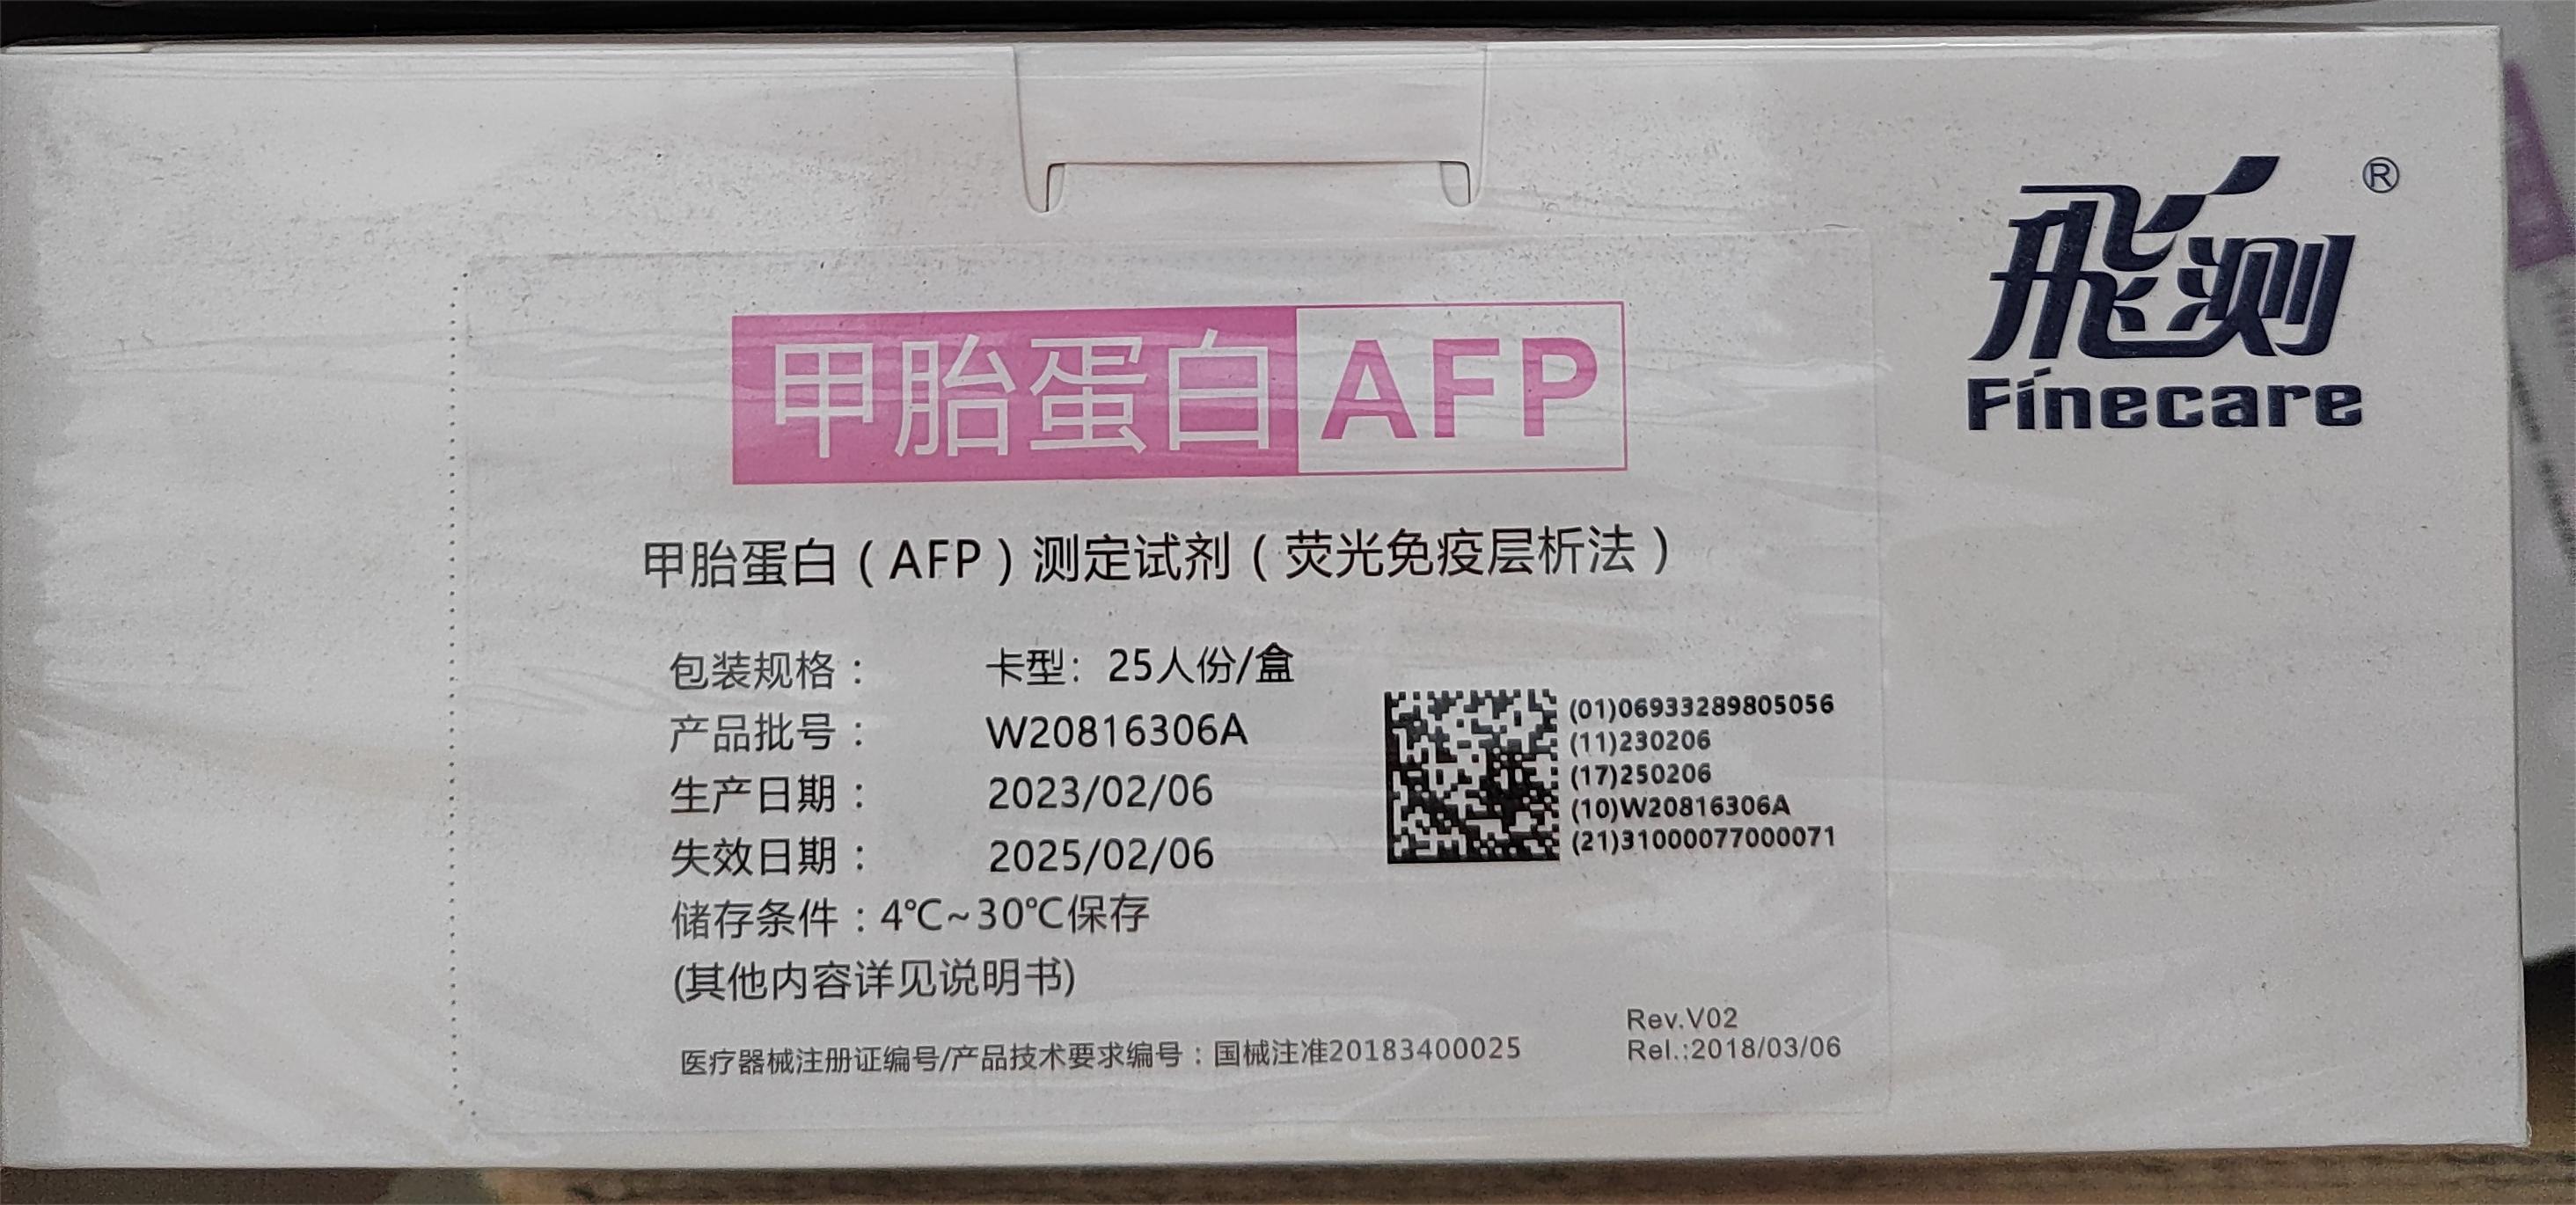 飛测®
Finecare
甲胎蛋白 AFP
甲胎蛋白（AFP）测定试剂（荧光免疫层析法）
包装规格： 卡型：25人份/盒
产品批号： W20816306A
生产日期： 2023/02/06
失效日期： 2025/02/06
储存条件：4℃~30℃保存
(其他内容详见说明书)
(01)06933289805056
(11)230206
(17)250206
(10)W20816306A
(21)31000077000071
医疗器械注册证编号/产品技术要求编号：国械注准20183400025
Rev.V02
Rel.:2018/03/06